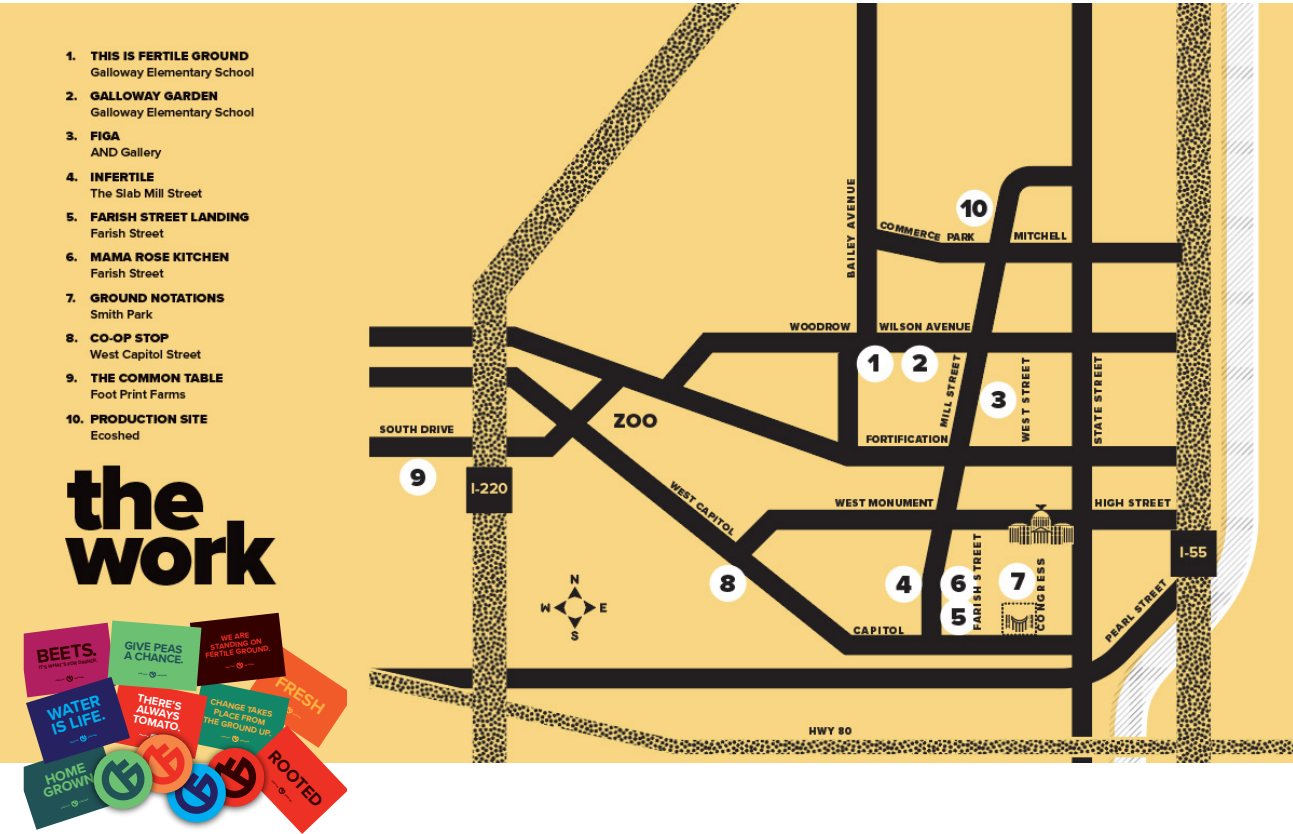 1. THIS IS FERTILE GROUND
Galloway Elementary School
2. GALLOWAY GARDEN
Galloway Elementary School
3. FIGA
AND Gallery
4. INFERTILE
The Slab Mill Street
5. FARISH STREET LANDING
Farish Street
6. MAMA ROSE KITCHEN
Farish Street
7. GROUND NOTATIONS
Smith Park
8. CO-OP STOP
West Capitol Street
9. THE COMMON TABLE
Foot Print Farms
10. PRODUCTION SITE
Ecoshed
the
work
BEETS.
IT'S WHAT'S FOR DINNER.
GIVE PEAS
A CHANCE.
WE ARE
STANDING ON
FERTILE GROUND.
FRESH
WATER
IS LIFE.
THERE'S
ALWAYS
TOMATO.
CHANGE TAKES
PLACE FROM
THE GROUND UP.
HOME
GROWN
ROOTED
BAILEY AVENUE
10
COMMERCE PARK
MITCHELL
WOODROW
WILSON AVENUE
1
2
MILL STREET
3
WEST STREET
STATE STREET
ZOO
SOUTH DRIVE
9
I-220
FORTIFICATION
WEST CAPITOL
WEST MONUMENT
HIGH STREET
I-55
8
4
6
5
FARISH STREET
7
CONGRESS
N
W
E
S
CAPITOL
PEARL STREET
HWY 80